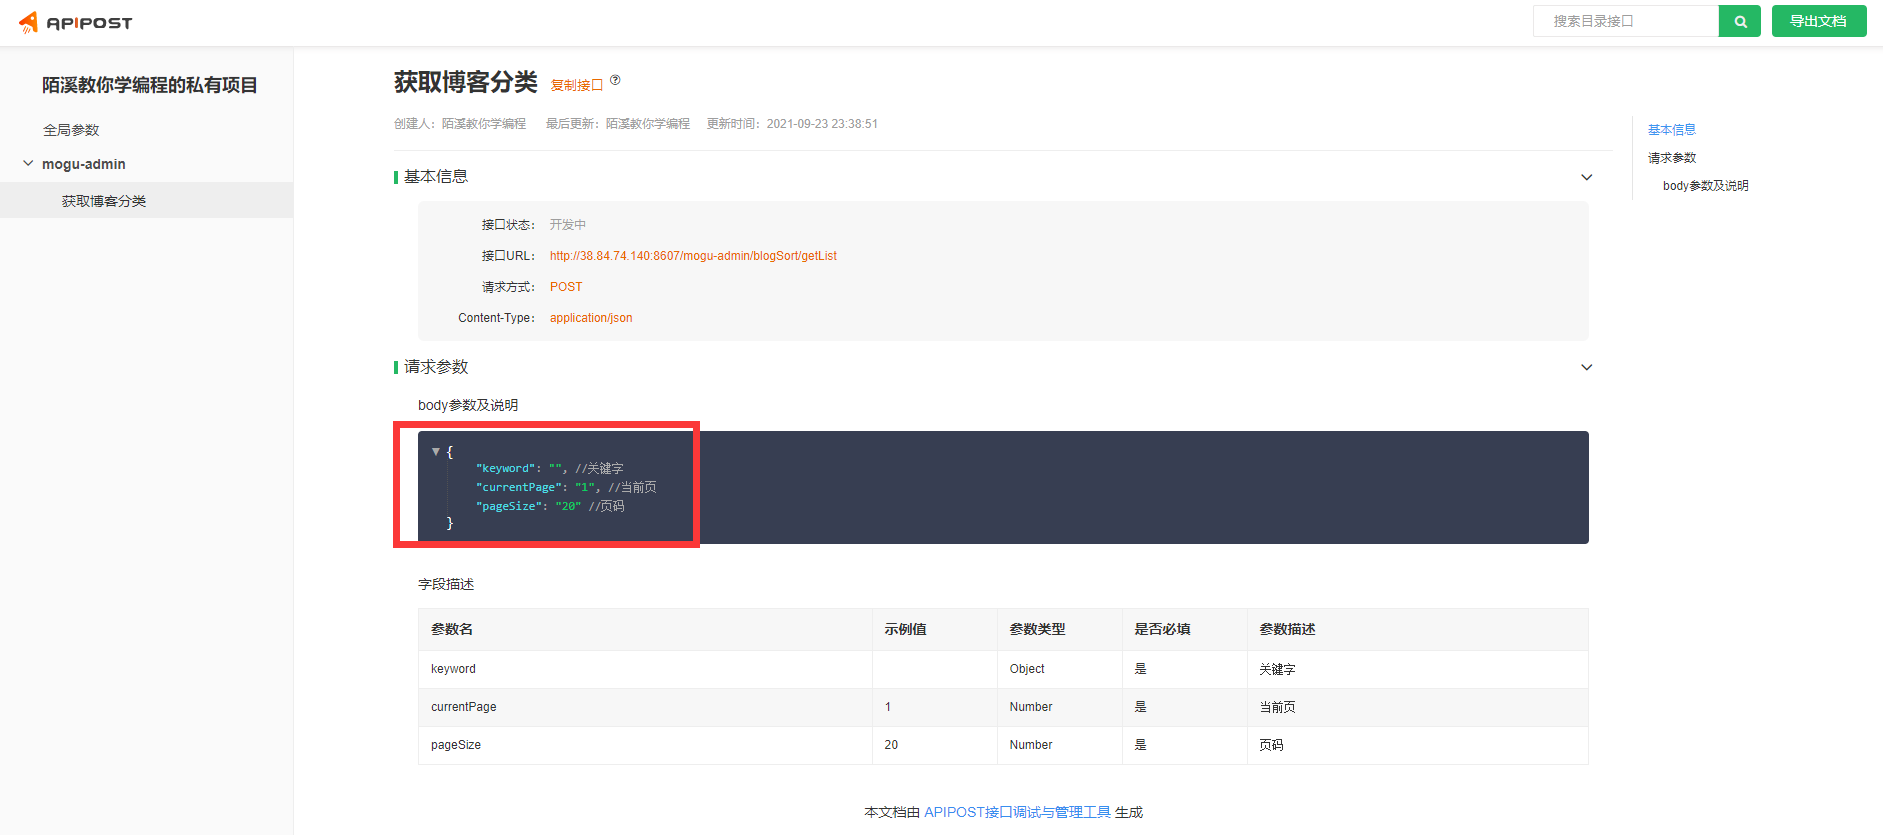 APIPOST
搜索目录接口
导出文档
陌溪教你学编程的私有项目
全局参数
mogu-admin
获取博客分类
获取博客分类 复制接口
创建人：陌溪教你学编程 最后更新：陌溪教你学编程 更新时间：2021-09-23 23:38:51
基本信息
接口状态： 开发中
接口URL： http://38.84.74.140:8607/mogu-admin/blogSort/getList
请求方式： POST
Content-Type： application/json
请求参数
body参数及说明
{
"keyword": "", //关键字
"currentPage": "1", //当前页
"pageSize": "20" //页码
}
字段描述
参数名 示例值 参数类型 是否必填 参数描述
keyword Object 是 关键字
currentPage 1 Number 是 当前页
pageSize 20 Number 是 页码
本文档由 APIPOST接口调试与管理工具 生成
基本信息
请求参数
body参数及说明